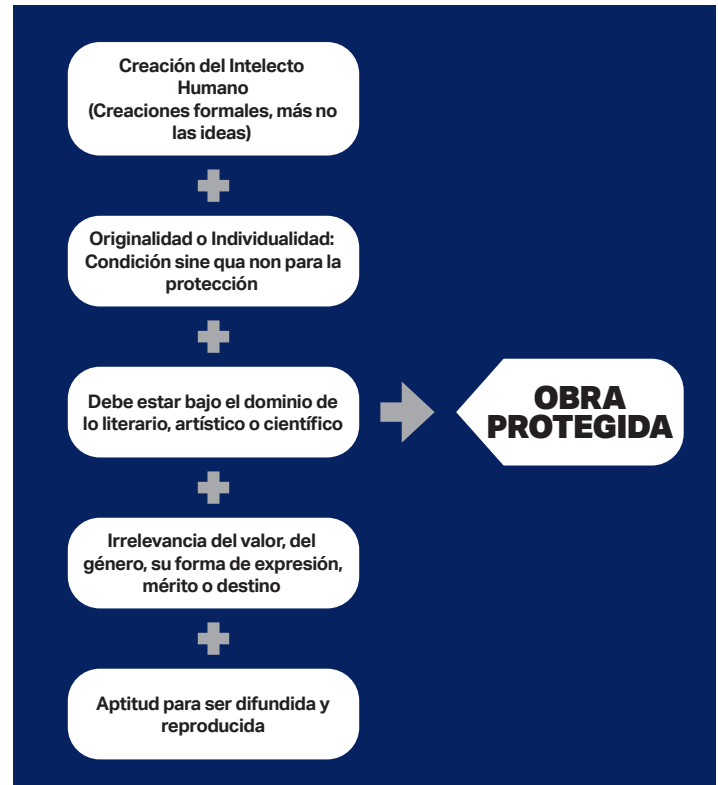 Creación del Intelecto
Humano
(Creaciones formales, más no
las ideas)
Originalidad o Individualidad:
Condición sine qua non para la
protección
Debe estar bajo el dominio de
lo literario, artístico o científico
OBRA
PROTEGIDA
Irrelevancia del valor, del
género, su forma de expresión,
mérito o destino
Aptitud para ser difundida y
reproducida